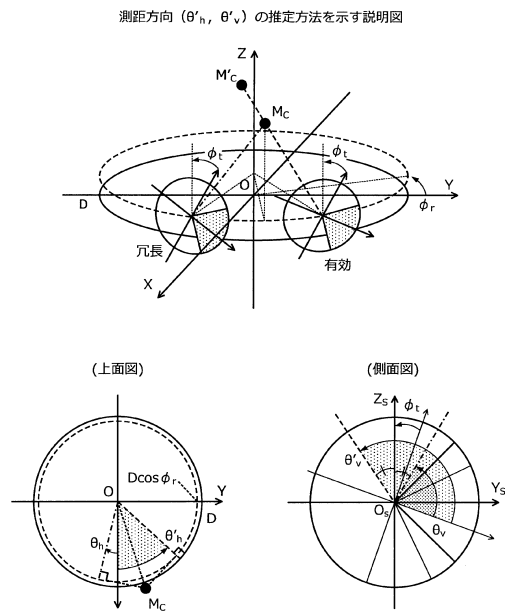 測距方向(θ'h, θ'v)の推定方法を示す説明図
Z
M'C
MC
ϕt
ϕt
O
Y
D
ϕr
冗長
有効
X
(上面図)
(側面図)
ZS
ϕt
Dcosϕr
θ'v
O
Y
D
YS
OS
θh
θ'h
θv
MC